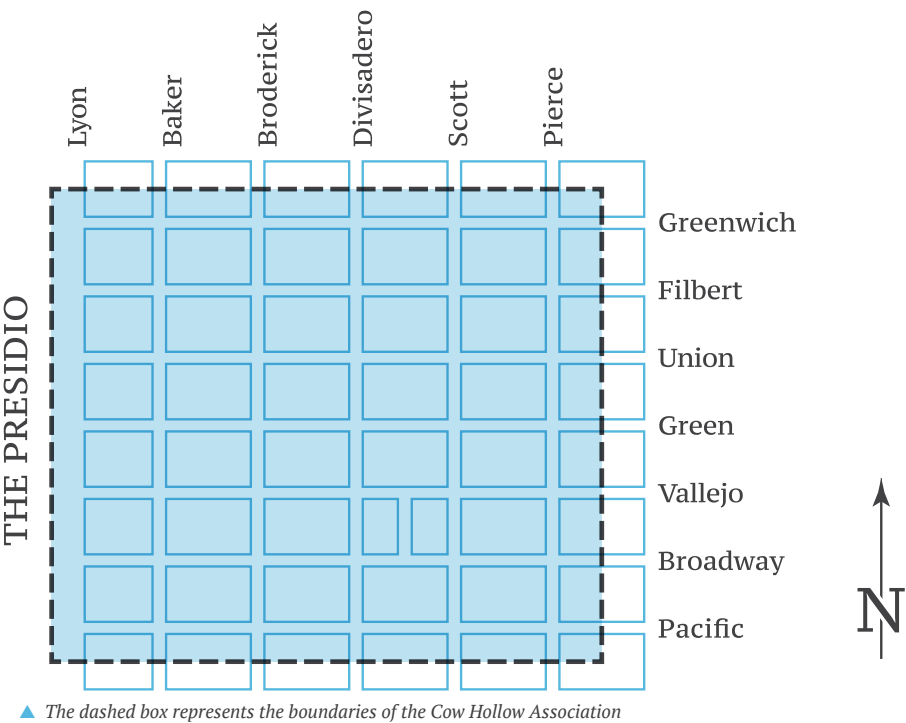 Lyon
Baker
Broderick
Divisadero
Scott
Pierce
Greenwich
Filbert
Union
Green
Vallejo
Broadway
Pacific
THE PRESIDIO
N
The dashed box represents the boundaries of the Cow Hollow Association